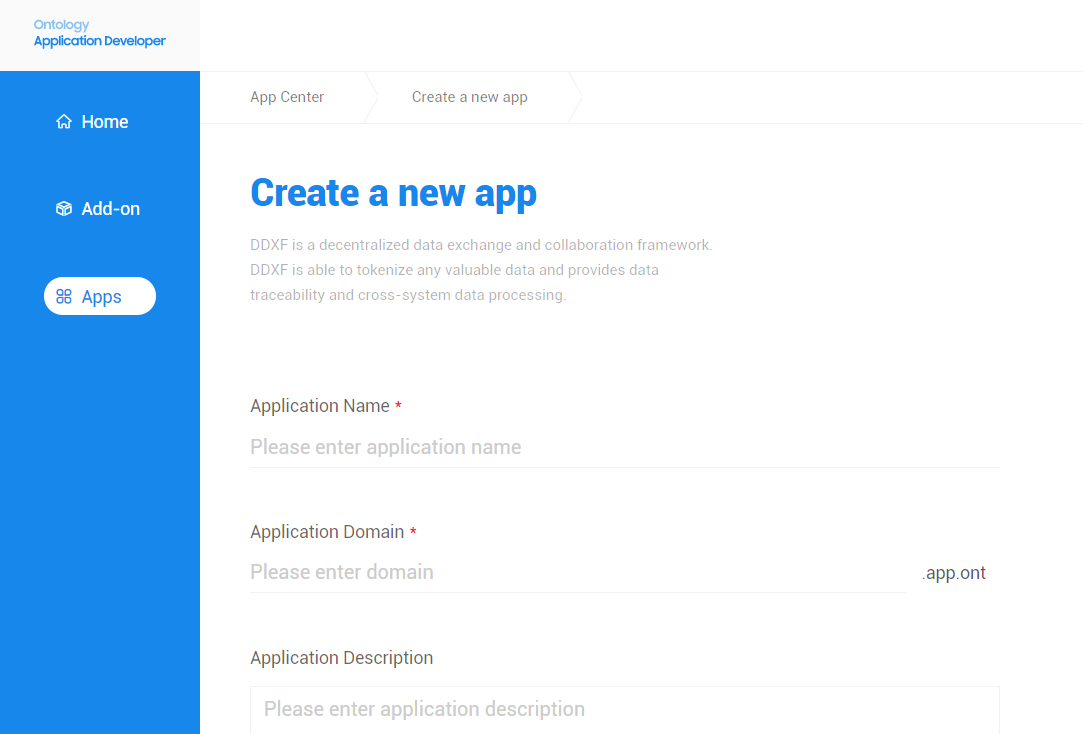 Ontology
Application Developer
Home
Add-on
Apps
App Center
Create a new app
Create a new app
DDXF is a decentralized data exchange and collaboration framework.
DDXF is able to tokenize any valuable data and provides data
traceability and cross-system data processing.
Application Name *
Please enter application name
Application Domain *
Please enter domain
.app.ont
Application Description
Please enter application description